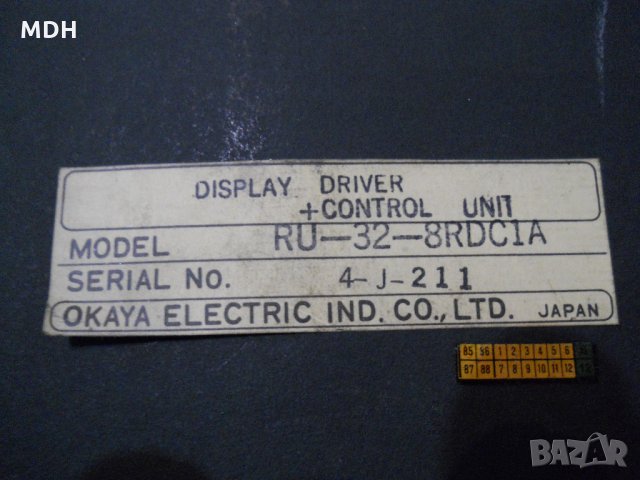 MDH
DISPLAY DRIVER
+CONTROL UNIT
MODEL RU-32-8RDC1A
SERIAL NO. 4-J-211
OKAYA ELECTRIC IND. CO., LTD. JAPAN
85 86 1 2 3 4 5 6
87 88 7 8 9 10 11 12
BAZAR